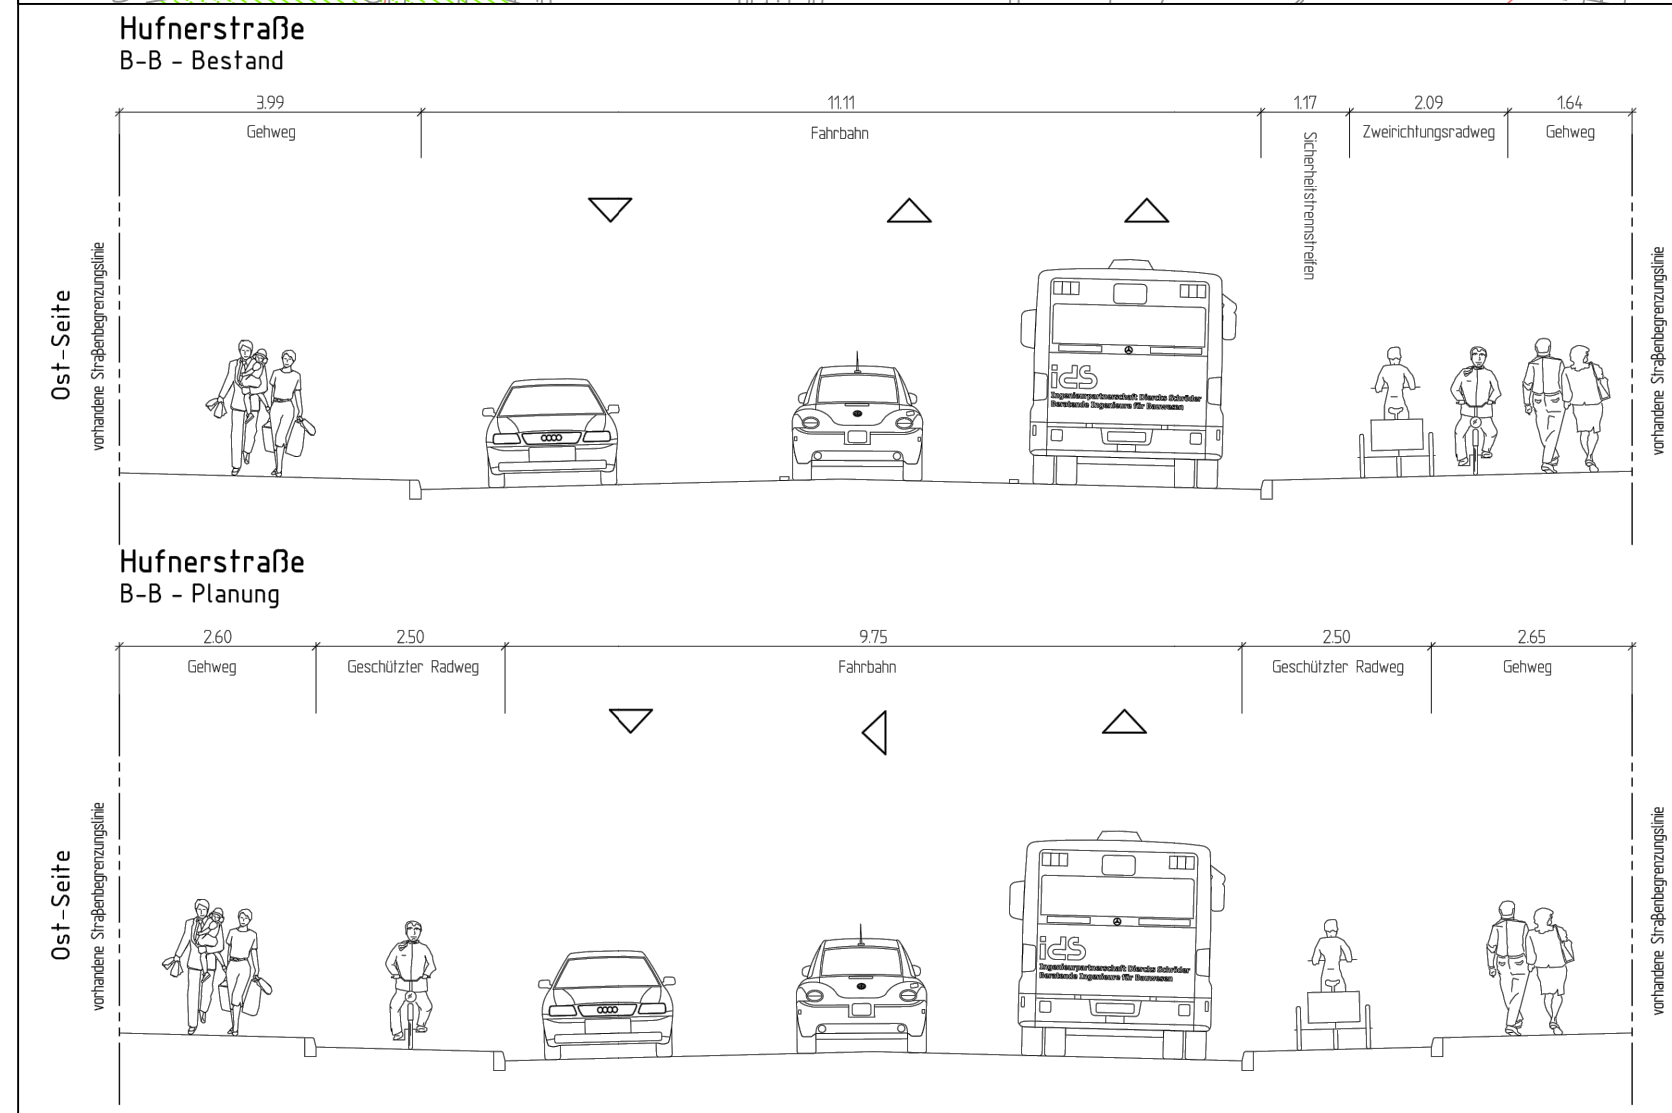 Hufnerstraße
B-B - Bestand
3.99
11.11
1.17
2.09
1.64
Gehweg
Fahrbahn
Sicherheitstrennstreifen
Zweirichtungsradweg
Gehweg
Ost-Seite
vorhandene Straßenbegrenzungslinie
ids
Ingenieurpartnerschaft Diercks Schröder
Beratende Ingenieure für Bauwesen
vorhandene Straßenbegrenzungslinie
Hufnerstraße
B-B - Planung
2.60
2.50
9.75
2.50
2.65
Gehweg
Geschützter Radweg
Fahrbahn
Geschützter Radweg
Gehweg
Ost-Seite
vorhandene Straßenbegrenzungslinie
ids
Ingenieurpartnerschaft Diercks Schröder
Beratende Ingenieure für Bauwesen
vorhandene Straßenbegrenzungslinie